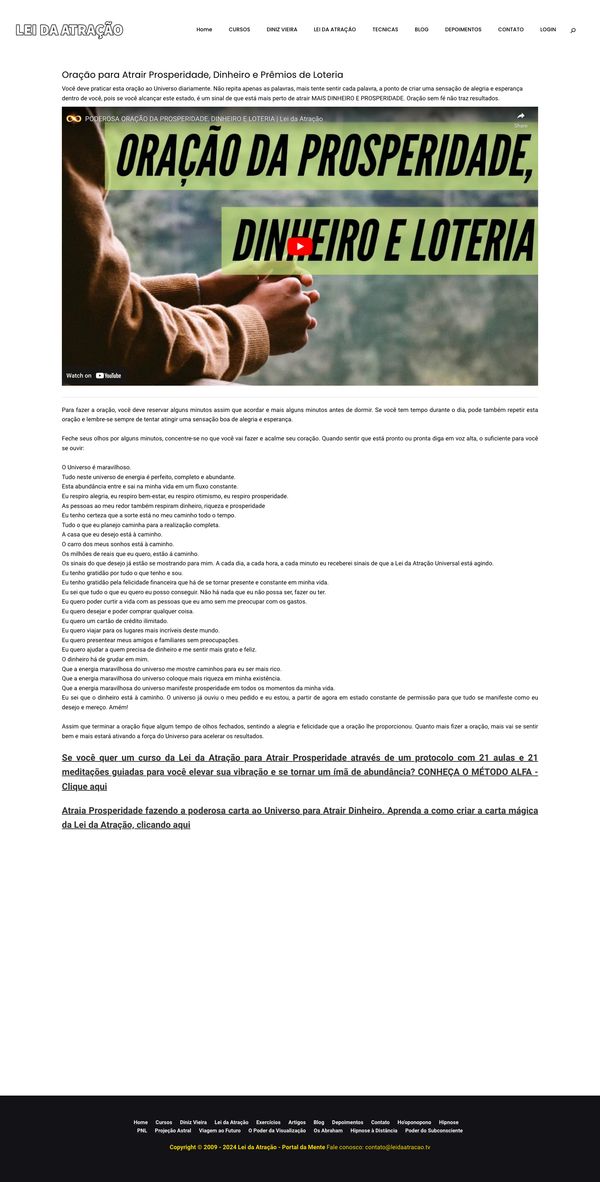 LEI DA ATRAÇÃO
Home CURSOS DINIZ VIEIRA LEI DA ATRAÇÃO TECNICAS BLOG DEPOIMENTOS CONTATO LOGIN
Oração para Atrair Prosperidade, Dinheiro e Prêmios de Loteria
Você deve praticar esta oração ao Universo diariamente. Não repita apenas as palavras, mais tente sentir cada palavra, a ponto de criar uma sensação de alegria e esperança
dentro de você, pois se você alcançar este estado, é um sinal de que está mais perto de atrair MAIS DINHEIRO E PROSPERIDADE. Oração sem fé não traz resultados.
PODEROSA ORAÇÃO DA PROSPERIDADE, DINHEIRO E LOTERIA | Lei da Atração
Share
ORAÇÃO DA PROSPERIDADE,
DINHEIRO E LOTERIA
Watch on YouTube
Para fazer a oração, você deve reservar alguns minutos assim que acordar e mais alguns minutos antes de dormir. Se você tem tempo durante o dia, pode também repetir esta
oração e lembre-se sempre de tentar atingir uma sensação boa de alegria e esperança.
Feche seus olhos por alguns minutos, concentre-se no que você vai fazer e acalme seu coração. Quando sentir que está pronto ou pronta diga em voz alta, o suficiente para você
se ouvir:
O Universo é maravilhoso.
Tudo neste universo de energia é perfeito, completo e abundante.
Esta abundância entre e sai na minha vida em um fluxo constante.
Eu respiro alegria, eu respiro bem-estar, eu respiro otimismo, eu respiro prosperidade.
As pessoas ao meu redor também respiram dinheiro, riqueza e prosperidade
Eu tenho certeza que a sorte está no meu caminho todo o tempo.
Tudo o que eu planejo caminha para a realização completa.
A casa que eu desejo está à caminho.
O carro dos meus sonhos está à caminho.
Os milhões de reais que eu quero, estão à caminho.
Os sinais do que desejo já estão se mostrando para mim. A cada dia, a cada hora, a cada minuto eu receberei sinais de que a Lei da Atração Universal está agindo.
Eu tenho gratidão por tudo o que tenho e sou.
Eu tenho gratidão pela felicidade financeira que há de se tornar presente e constante em minha vida.
Eu sei que tudo o que eu quero eu posso conseguir. Não há nada que eu não possa ser, fazer ou ter.
Eu quero poder curtir a vida com as pessoas que eu amo sem me preocupar com os gastos.
Eu quero desejar e poder comprar qualquer coisa.
Eu quero um cartão de crédito ilimitado.
Eu quero viajar para os lugares mais incríveis deste mundo.
Eu quero presentear meus amigos e familiares sem preocupações.
Eu quero ajudar a quem precisa de dinheiro e me sentir mais grato e feliz.
O dinheiro há de grudar em mim.
Que a energia maravilhosa do universo me mostre caminhos para eu ser mais rico.
Que a energia maravilhosa do universo coloque mais riqueza em minha existência.
Que a energia maravilhosa do universo manifeste prosperidade em todos os momentos da minha vida.
Eu sei que o dinheiro está à caminho. O universo já ouviu o meu pedido e eu estou, a partir de agora em estado constante de permissão para que tudo se manifeste como eu
desejo e mereço. Amém!
Assim que terminar a oração fique algum tempo de olhos fechados, sentindo a alegria e felicidade que a oração lhe proporcionou. Quanto mais fizer a oração, mais vai se sentir
bem e mais estará ativando a força do Universo para acelerar os resultados.
Se você quer um curso da Lei da Atração para Atrair Prosperidade através de um protocolo com 21 aulas e 21
meditações guiadas para você elevar sua vibração e se tornar um ímã de abundância? CONHEÇA O MÉTODO ALFA -
Clique aqui
Atraia Prosperidade fazendo a poderosa carta ao Universo para Atrair Dinheiro. Aprenda a como criar a carta mágica
da Lei da Atração, clicando aqui
Home Cursos Diniz Vieira Lei da Atração Exercícios Artigos Blog Depoimentos Contato Ho'oponopono Hipnose
PNL Projeção Astral Viagem ao Futuro O Poder da Visualização Os Abraham Hipnose à Distância Poder do Subconsciente
Copyright © 2009 - 2024 Lei da Atração - Portal da Mente Fale conosco: contato@leidaatracao.tv